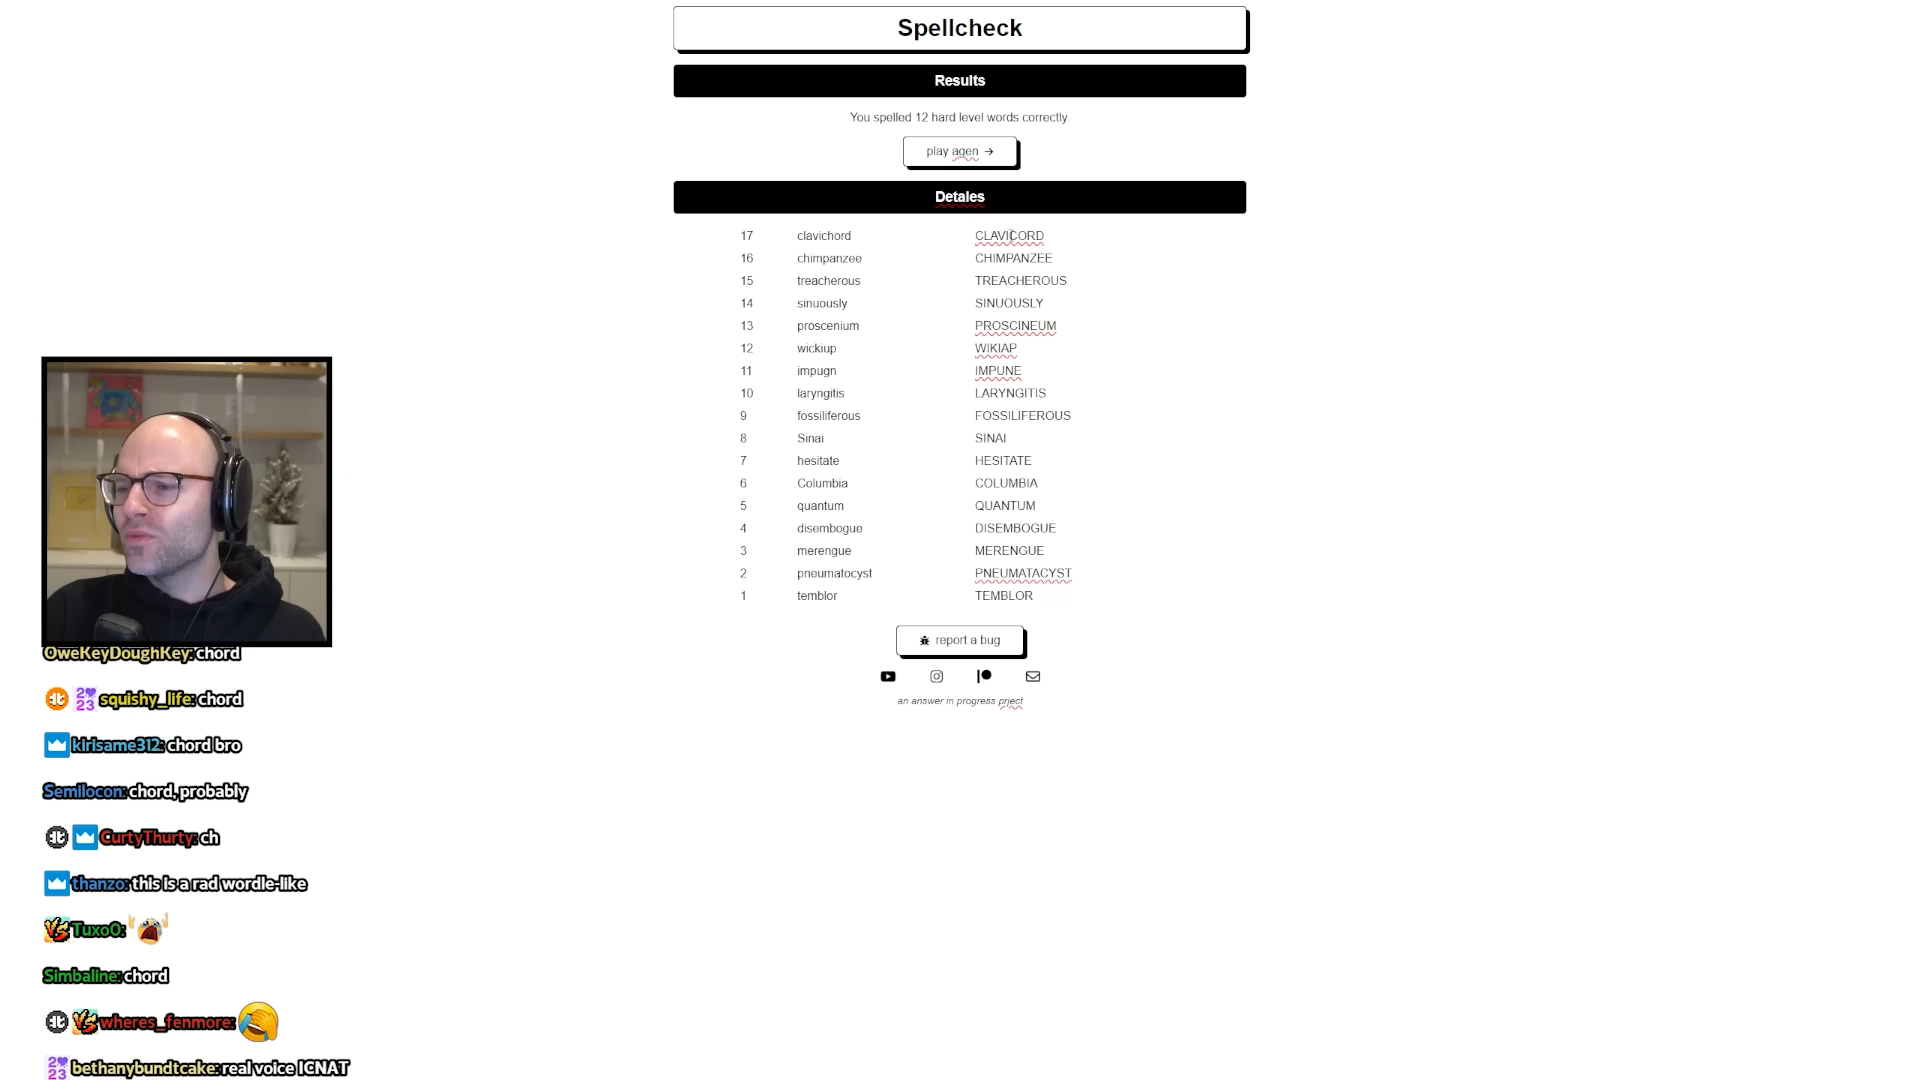 Spellcheck
Results
You spelled 12 hard level words correctly.
play agen →
Detales
17 clavichord CLAVICORD
16 chimpanzee CHIMPANZEE
15 treacherous TREACHEROUS
14 sinuously SINUOUSLY
13 proscenium PROSCINEUM
12 wickiup WIKIAP
11 impugn IMPUNE
10 laryngitis LARYNGITIS
9 fossiliferous FOSSILIFEROUS
8 Sinai SINAI
7 hesitate HESITATE
6 Columbia COLUMBIA
5 quantum QUANTUM
4 disembogue DISEMBOGUE
3 merengue MERENGUE
2 pneumatocyst PNEUMATACYST
1 temblor TEMBLOR
report a bug
an answer in progress prject
OweKeyDoughKey: chord
2023 squishy_life: chord
kirisame312: chord bro
Semilocon: chord, probably
CurtyThurty: ch
thanzo: this is a rad wordle-like
VS TuxoO:
Simbaline: chord
VS wheres_fenmore:
2023 bethanybundtcake: real voice ICNAT